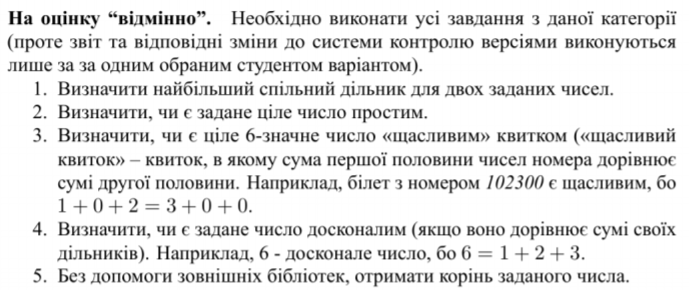 На оцінку “відмінно”. Необхідно виконати усі завдання з даної категорії
(проте звіт та відповідні зміни до системи контролю версіями виконуються
лише за за одним обраним студентом варіантом).
1. Визначити найбільший спільний дільник для двох заданих чисел.
2. Визначити, чи є задане ціле число простим.
3. Визначити, чи є ціле 6-значне число «щасливим» квитком («щасливий
квиток» – квиток, в якому сума першої половини чисел номера дорівнює
сумі другої половини. Наприклад, білет з номером 102300 є щасливим, бо
1 + 0 + 2 = 3 + 0 + 0.
4. Визначити, чи є задане число досконалим (якщо воно дорівнює сумі своїх
дільників). Наприклад, 6 - досконале число, бо 6 = 1 + 2 + 3.
5. Без допомоги зовнішніх бібліотек, отримати корінь заданого числа.